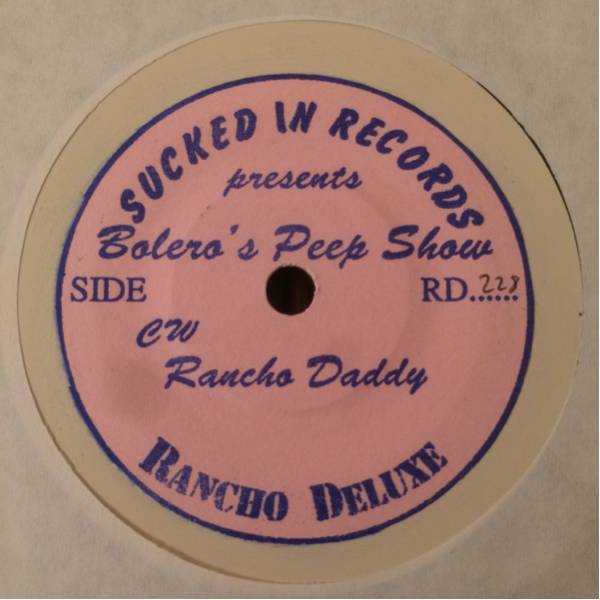 SUCKED IN RECORDS
presents
Bolero's Peep Show
SIDE RD...... 228
CW
Rancho Daddy
RANCHO DELUXE